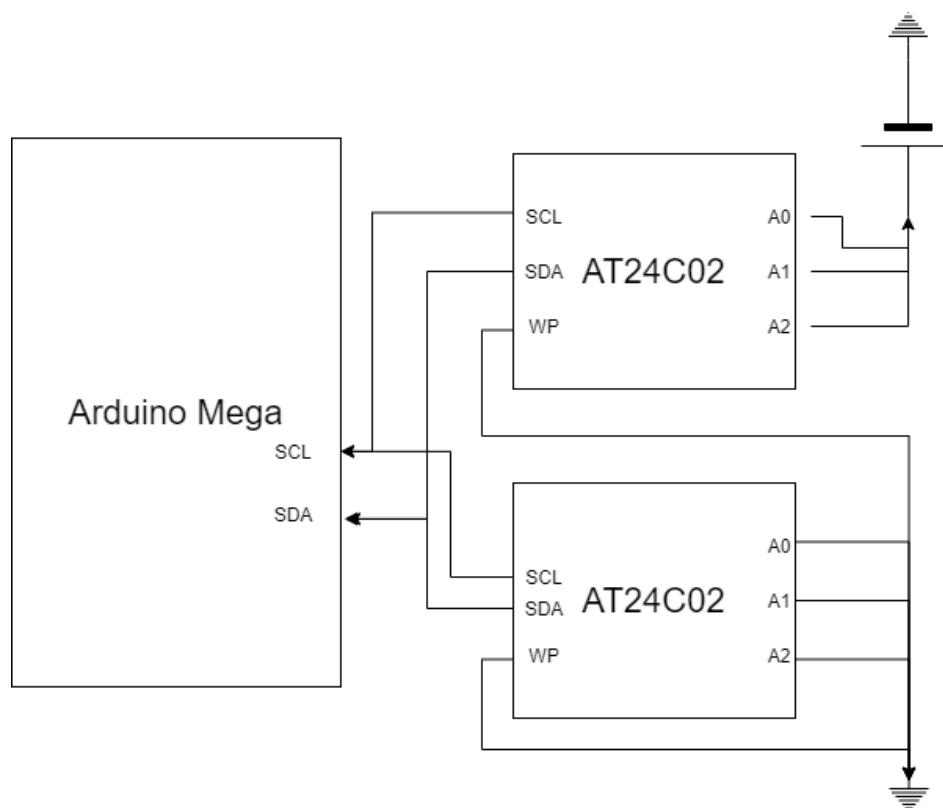 Arduino Mega
SCL
SDA
SCL
SDA
WP
AT24C02
A0
A1
A2
SCL
SDA
WP
AT24C02
A0
A1
A2